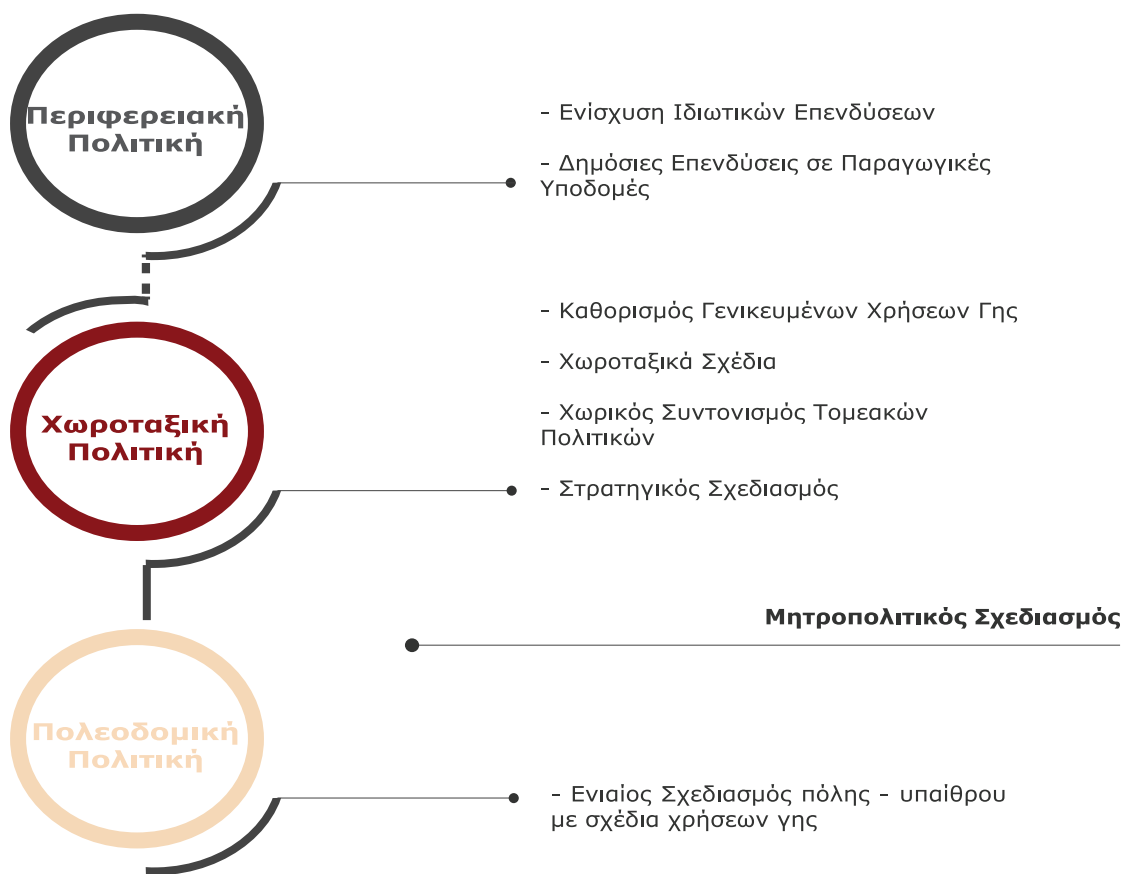 Περιφερειακή
Πολιτική
- Ενίσχυση Ιδιωτικών Επενδύσεων
- Δημόσιες Επενδύσεις σε Παραγωγικές
Υποδομές
Χωροταξική
Πολιτική
- Καθορισμός Γενικευμένων Χρήσεων Γης
- Χωροταξικά Σχέδια
- Χωρικός Συντονισμός Τομεακών
Πολιτικών
- Στρατηγικός Σχεδιασμός
Μητροπολιτικός Σχεδιασμός
Πολεοδομική
Πολιτική
- Ενιαίος Σχεδιασμός πόλης - υπαίθρου
με σχέδια χρήσεων γης